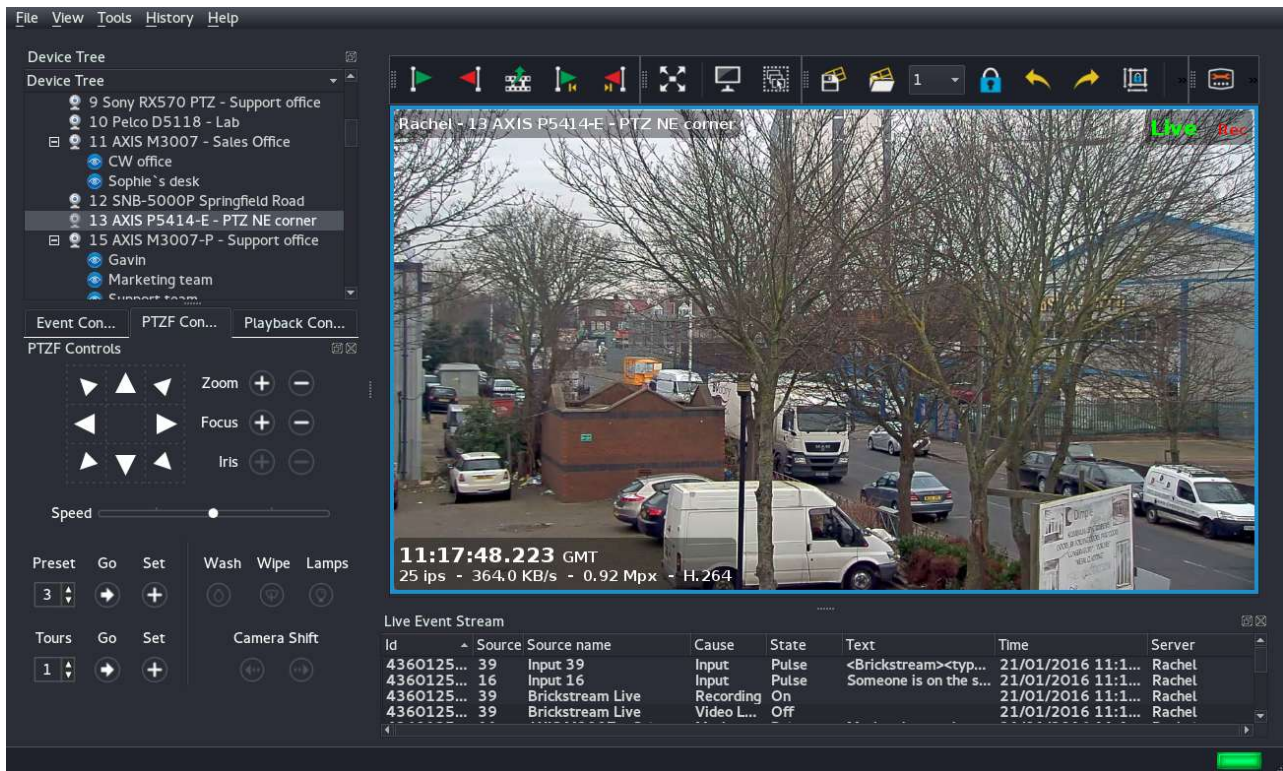 File View Tools History Help
Device Tree
Device Tree
9 Sony RX570 PTZ - Support office
10 Pelco D5118 - Lab
11 AXIS M3007 - Sales Office
CW office
Sophie`s desk
12 SNB-5000P Springfield Road
13 AXIS P5414-E - PTZ NE corner
15 AXIS M3007-P - Support office
Gavin
Marketing team
Support team
Event Con... PTZF Con... Playback Con...
PTZF Controls
Zoom
Focus
Iris
Speed
Preset Go Set Wash Wipe Lamps
3
Tours Go Set Camera Shift
1
1
Rachel - 13 AXIS P5414-E - PTZ NE corner Live Rec
MAN
Dimple
11:17:48.223 GMT
25 ips - 364.0 KB/s - 0.92 Mpx - H.264
Live Event Stream
Id Source Source name Cause State Text Time Server
4360125... 39 Input 39 Input Pulse <Brickstream><typ... 21/01/2016 11:1... Rachel
4360125... 16 Input 16 Input Pulse Someone is on the s... 21/01/2016 11:1... Rachel
4360125... 39 Brickstream Live Recording On 21/01/2016 11:1... Rachel
4360125... 39 Brickstream Live Video L... Off 21/01/2016 11:1... Rachel